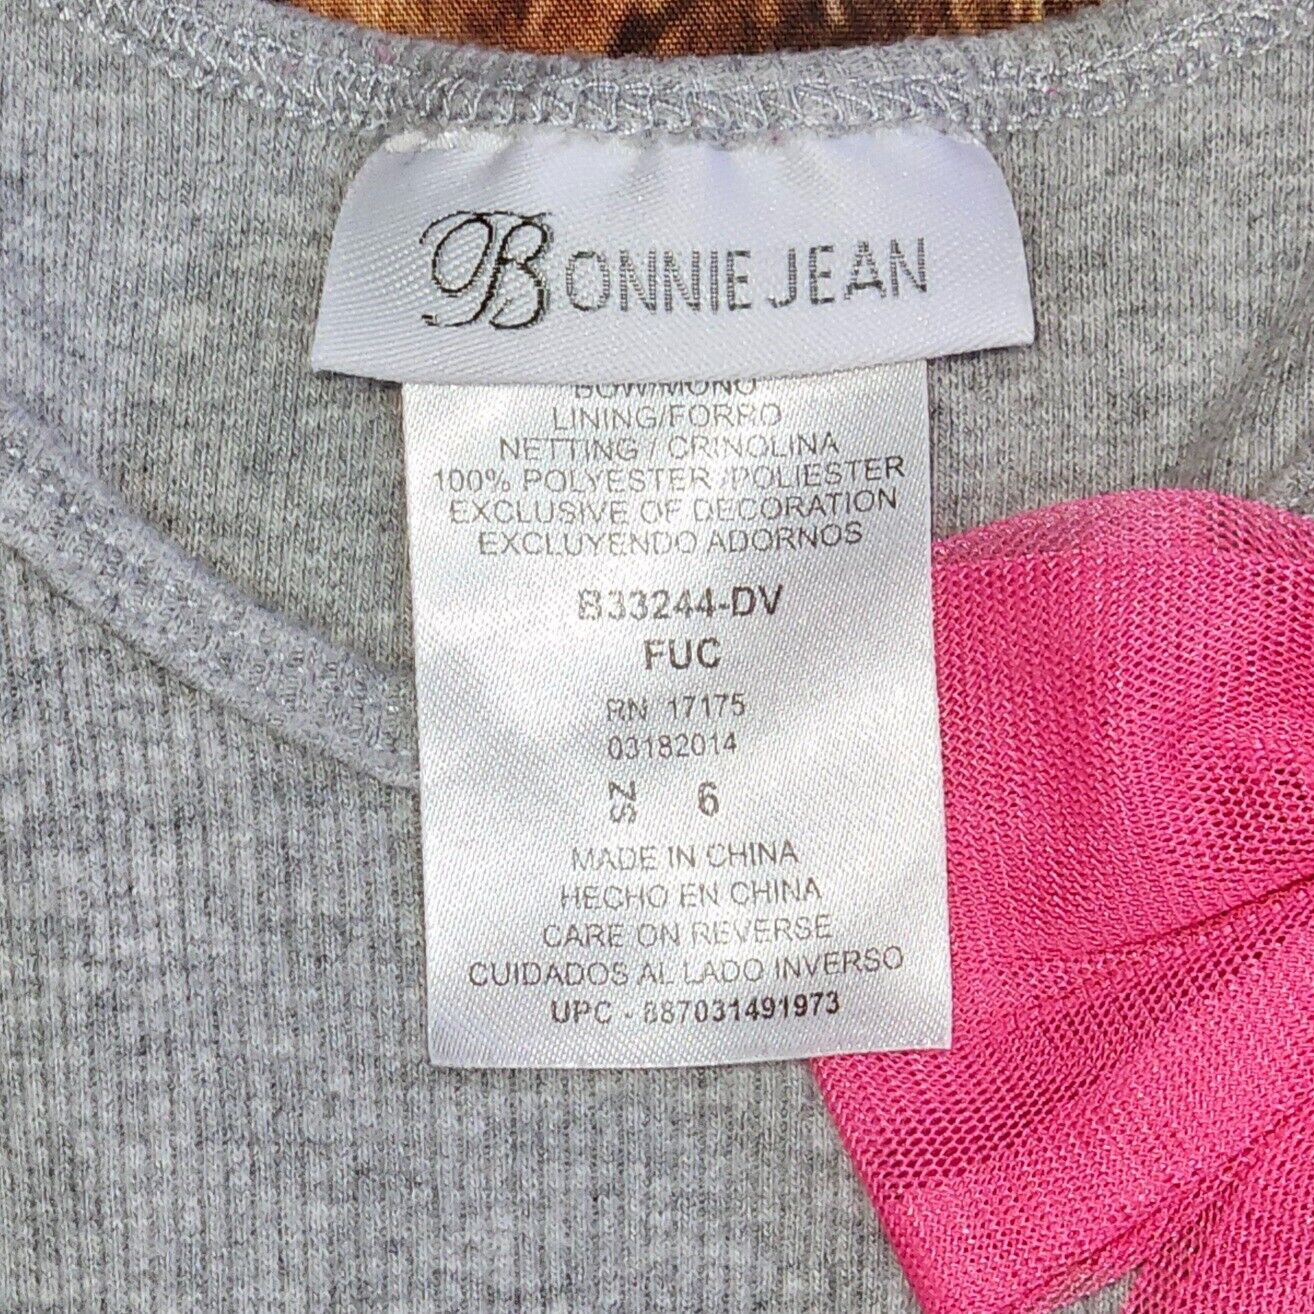 BONNIE JEAN
BOW/MONO
LINING/FORRO
NETTING / CRINOLINA
100% POLYESTER /POLIESTER
EXCLUSIVE OF DECORATION
EXCLUYENDO ADORNOS
B33244-DV
FUC
RN 17175
03182014
SZ 6
MADE IN CHINA
HECHO EN CHINA
CARE ON REVERSE
CUIDADOS AL LADO INVERSO
UPC - 887031491973